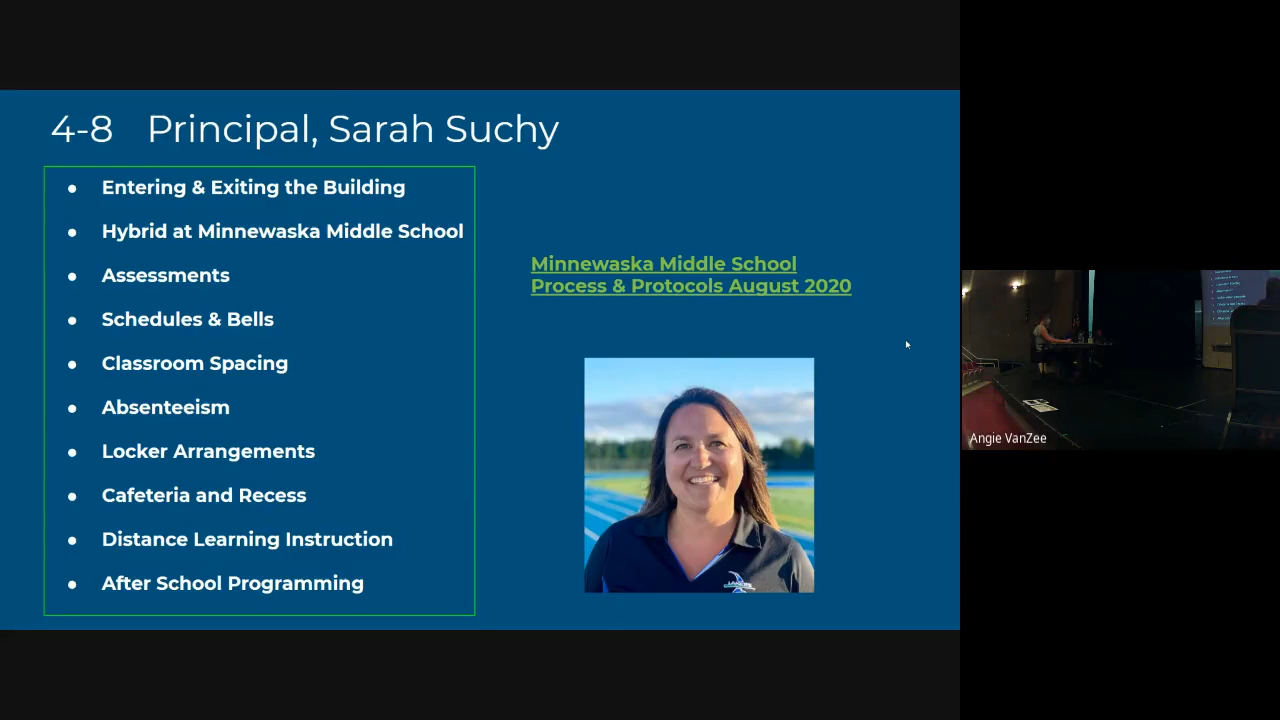 4-8 Principal, Sarah Suchy
● Entering & Exiting the Building
● Hybrid at Minnewaska Middle School
● Assessments
● Schedules & Bells
● Classroom Spacing
● Absenteeism
● Locker Arrangements
● Cafeteria and Recess
● Distance Learning Instruction
● After School Programming
Minnewaska Middle School
Process & Protocols August 2020
Angie VanZee